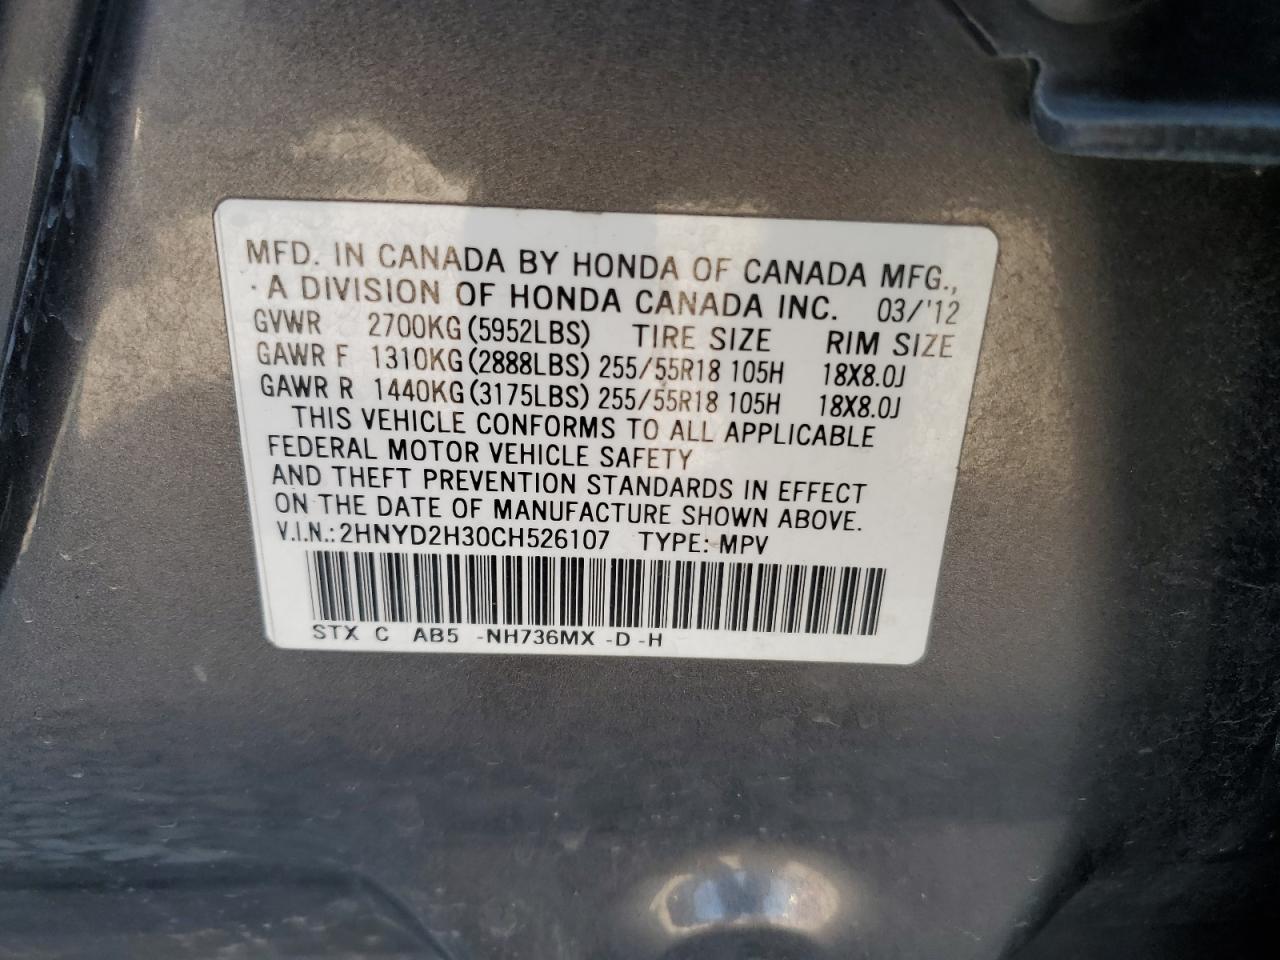 MFD. IN CANADA BY HONDA OF CANADA MFG.,
A DIVISION OF HONDA CANADA INC. 03/'12
GVWR 2700KG(5952LBS) TIRE SIZE RIM SIZE
GAWR F 1310KG(2888LBS) 255/55R18 105H 18X8.0J
GAWR R 1440KG(3175LBS) 255/55R18 105H 18X8.0J
THIS VEHICLE CONFORMS TO ALL APPLICABLE
FEDERAL MOTOR VEHICLE SAFETY
AND THEFT PREVENTION STANDARDS IN EFFECT
ON THE DATE OF MANUFACTURE SHOWN ABOVE.
V.I.N.:2HNYD2H30CH526107 TYPE: MPV
STX C AB5 -NH736MX -D -H